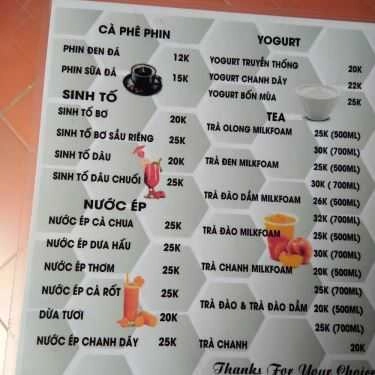 CÀ PHÊ PHIN
PHIN ĐEN ĐÁ 12K
PHIN SỮA ĐÁ 15K
SINH TỐ
SINH TỐ BƠ 20K
SINH TỐ BƠ SẦU RIÊNG 25K
SINH TỐ DÂU 20K
SINH TỐ DÂU CHUỐI 25K
NƯỚC ÉP
NƯỚC ÉP CÀ CHUA 25K
NƯỚC ÉP DƯA HẤU 25K
NƯỚC ÉP THƠM 25K
NƯỚC ÉP CÀ RỐT 25K
DỪA TƯƠI 20K
NƯỚC ÉP CHANH DÂY 25K
YOGURT
YOGURT TRUYỀN THỐNG 20K
YOGURT CHANH DÂY 22K
YOGURT BỐN MÙA 25K
TEA
TRÀ OLONG MILKFOAM 25K (500ML)
30K (700ML)
TRÀ ĐEN MILKFOAM 25K (500ML)
30K (700ML)
TRÀ ĐÀO DẦM MILKFOAM 26K (500ML)
32K (700ML)
TRÀ ĐÀO MILKFOAM 25K (500ML)
30K (700ML)
TRÀ CHANH MILKFOAM 20K (500ML)
25K (700ML)
TRÀ ĐÀO & TRÀ ĐÀO DẦM 20K (500ML)
25K (700ML)
TRÀ CHANH 20K
Thanks For Your Choice